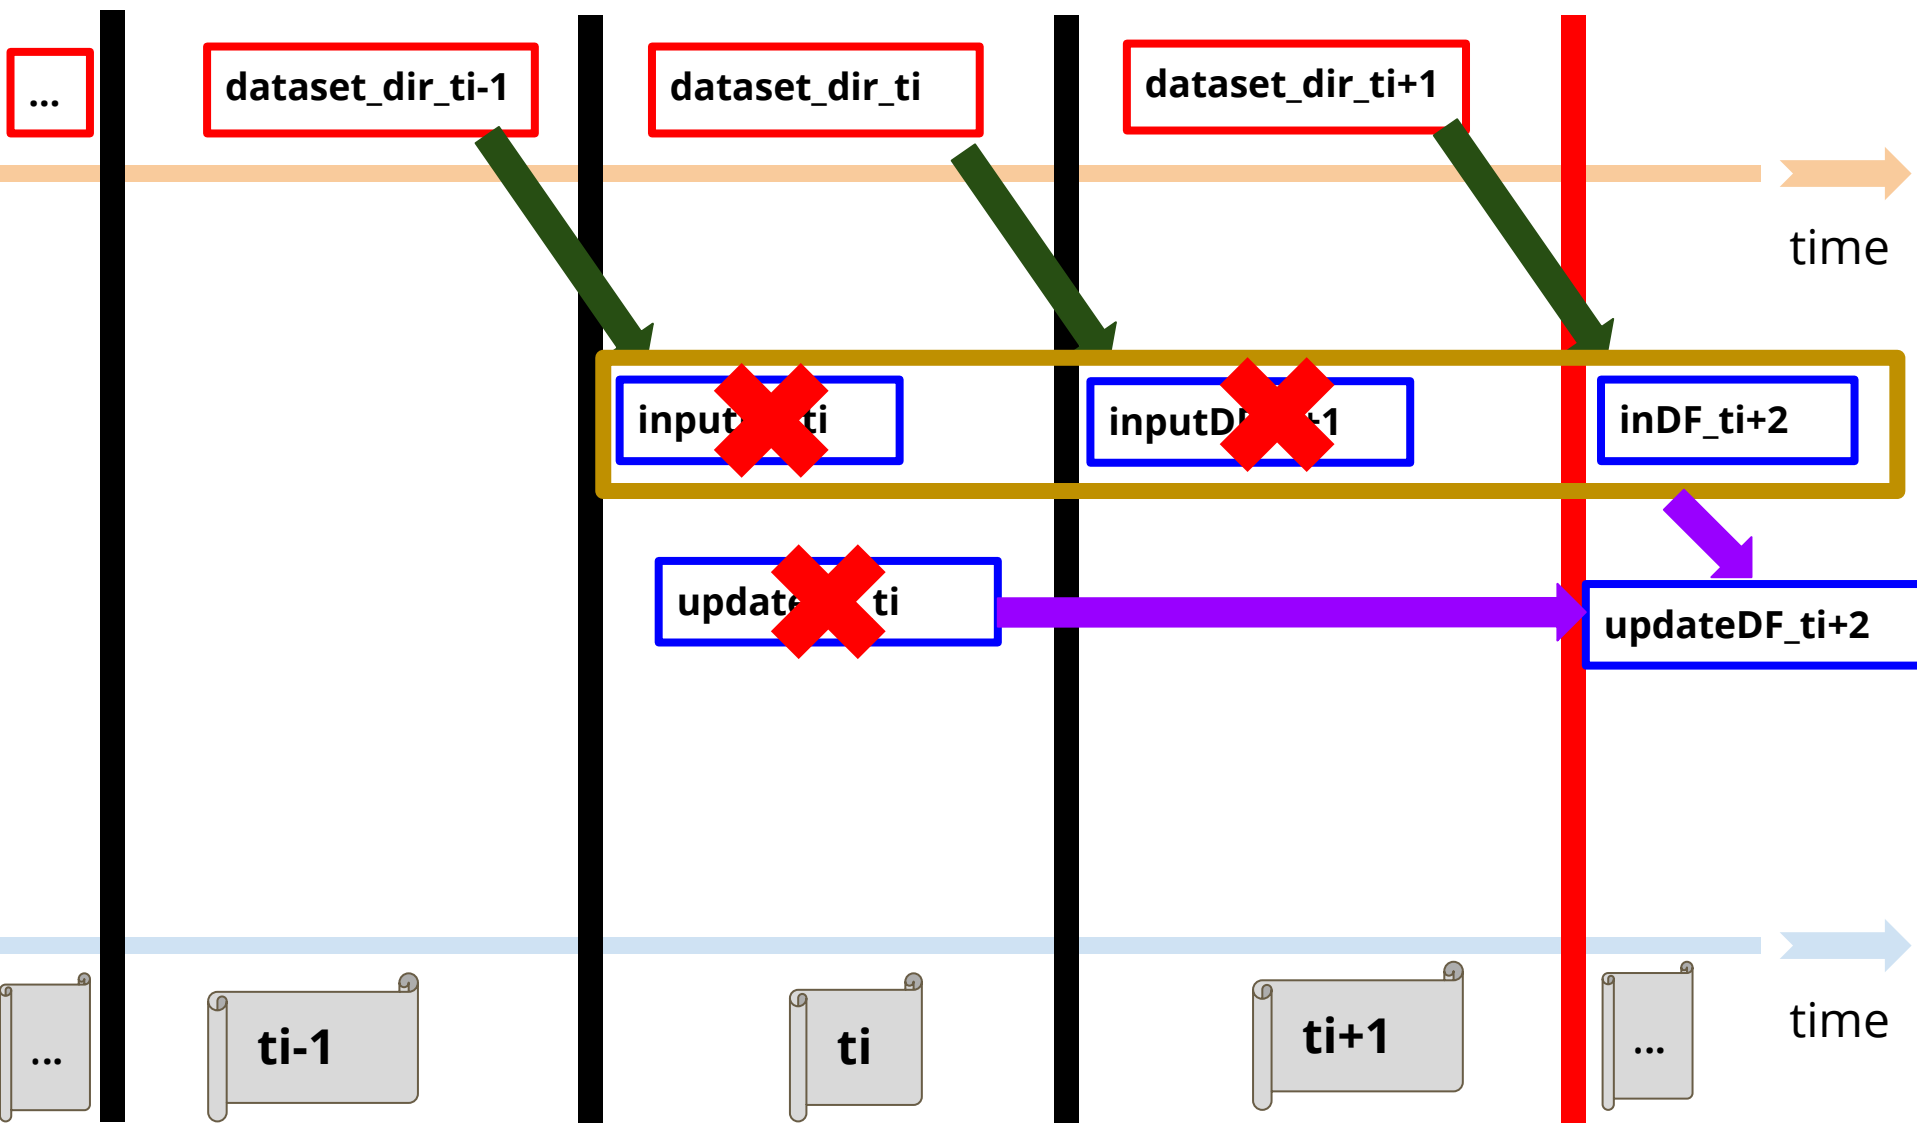 ...
dataset_dir_ti-1
dataset_dir_ti
dataset_dir_ti+1
time
input ti
inputD +1
inDF_ti+2
update ti
updateDF_ti+2
...
ti-1
ti
ti+1
...
time